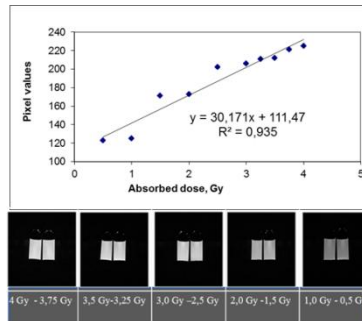 Pixel values
240
220
200
180
160
140
120
100
y = 30,171x + 111,47
R² = 0,935
0 1 2 3 4 5
Absorbed dose, Gy
4 Gy - 3,75 Gy 3,5 Gy-3,25 Gy 3,0 Gy –2,5 Gy 2,0 Gy -1,5 Gy 1,0 Gy - 0,5 Gy